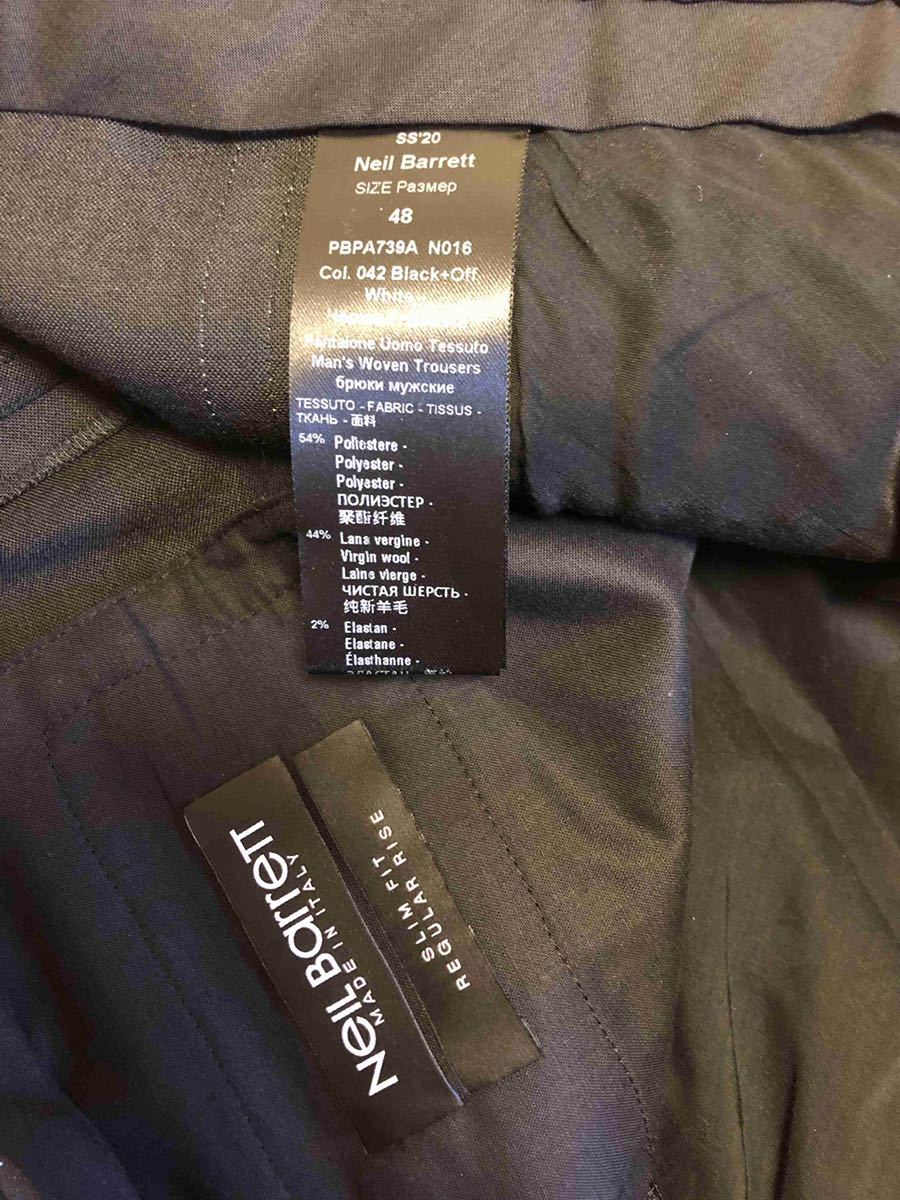 SS'20
Neil Barrett
SIZE Размер
48
PBPA739A N016
Col. 042 Black+Off
White -
Pantalone Uomo Tessuto
Man's Woven Trousers
брюки мужские
TESSUTO - FABRIC - TISSUS -
ТКАНЬ - 面料
54% Poliestere -
Polyester -
Polyester -
ПОЛИЭСТЕР -
聚酯纤维
44% Lana vergine -
Virgin wool -
Laine vierge -
ЧИСТАЯ ШЕРСТЬ -
纯新羊毛
2% Elastan -
Elastane -
Élasthanne -
NeIL BarreTT
MADE IN ITALY
SLIM FIT
REGULAR RISE